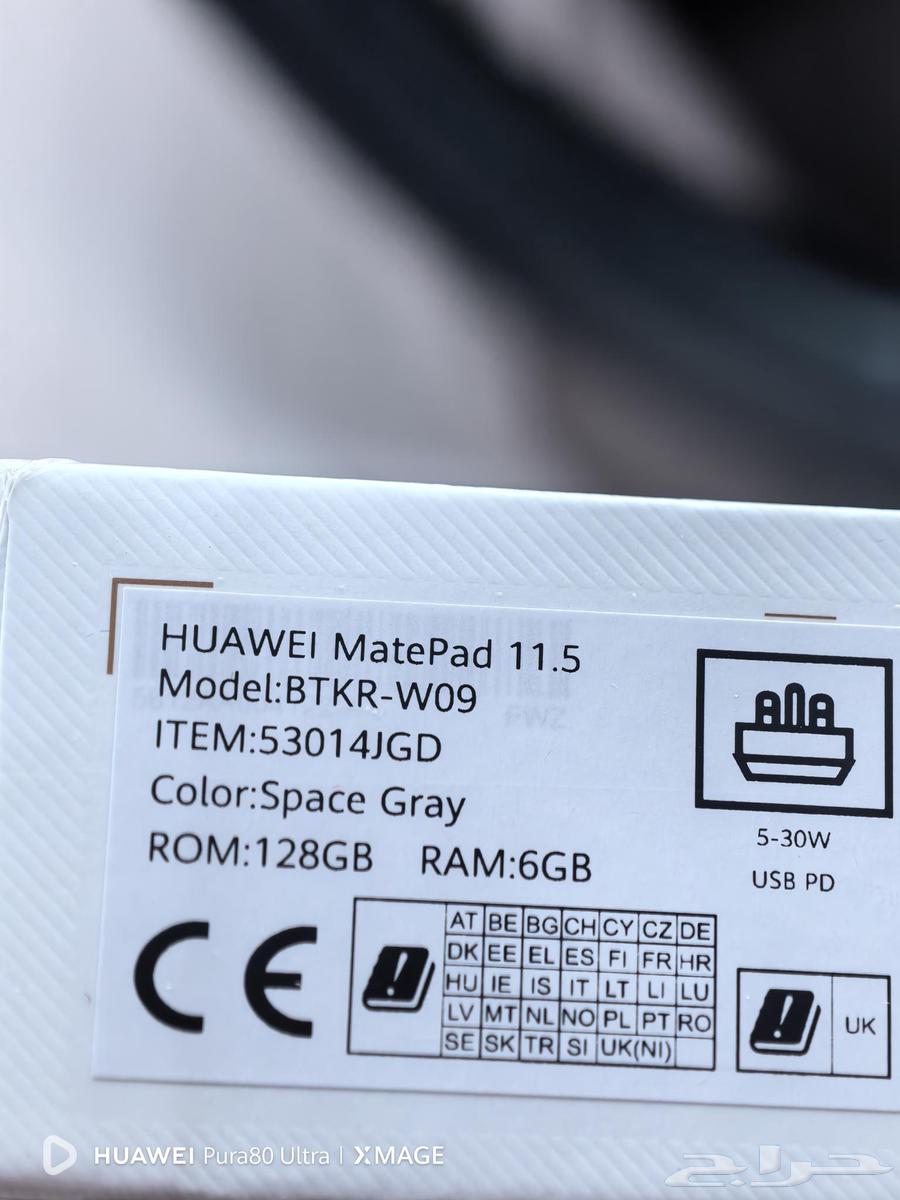 HUAWEI MatePad 11.5
Model:BTKR-W09
ITEM:53014JGD
Color:Space Gray
ROM:128GB RAM:6GB
5-30W
USB PD
AT BE BG CH CY CZ DE
DK EE EL ES FI FR HR
HU IE IS IT LT LI LU
LV MT NL NO PL PT RO
SE SK TR SI UK(NI)
UK
CE
HUAWEI Pura80 Ultra | XMAGE
حراج